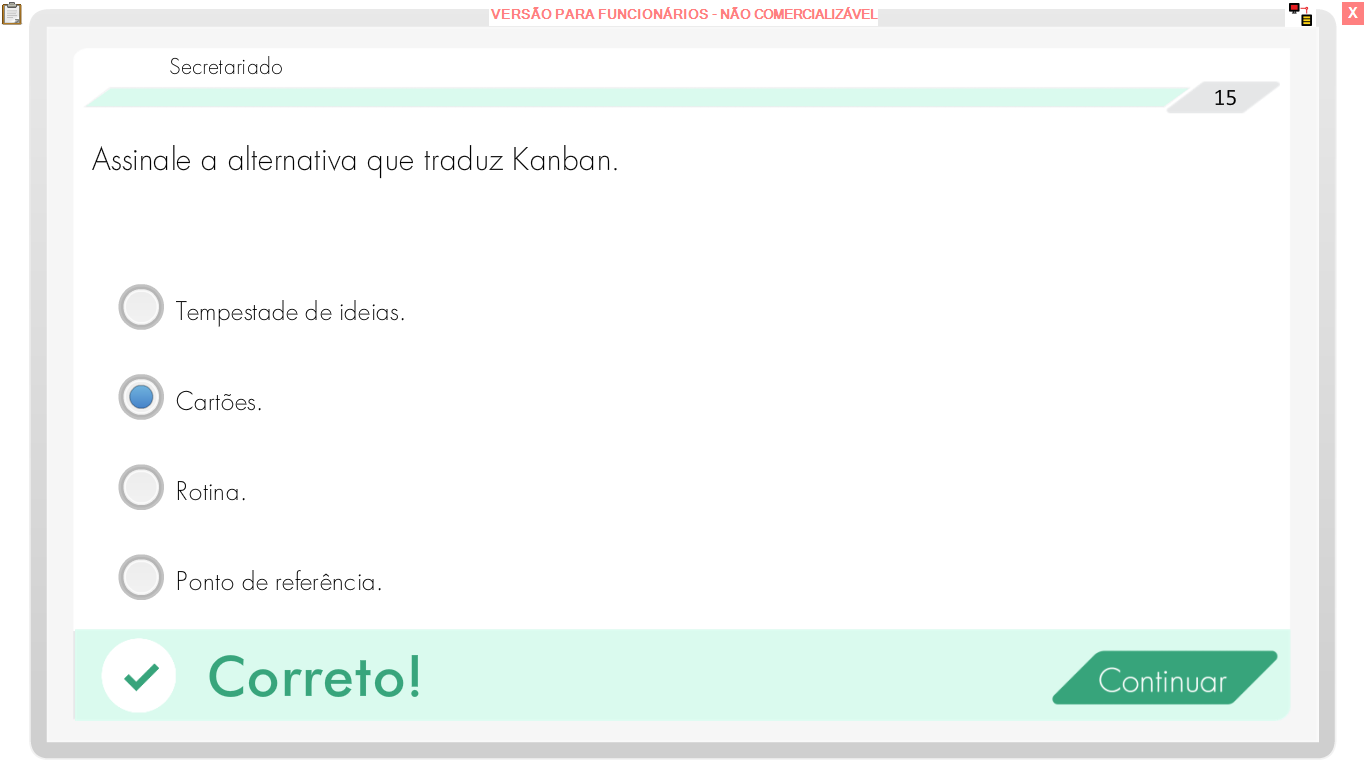 VERSÃO PARA FUNCIONÁRIOS - NÃO COMERCIALIZÁVEL
X
Secretariado
15
Assinale a alternativa que traduz Kanban.
Tempestade de ideias.
Cartões.
Rotina.
Ponto de referência.
Correto!
Continuar